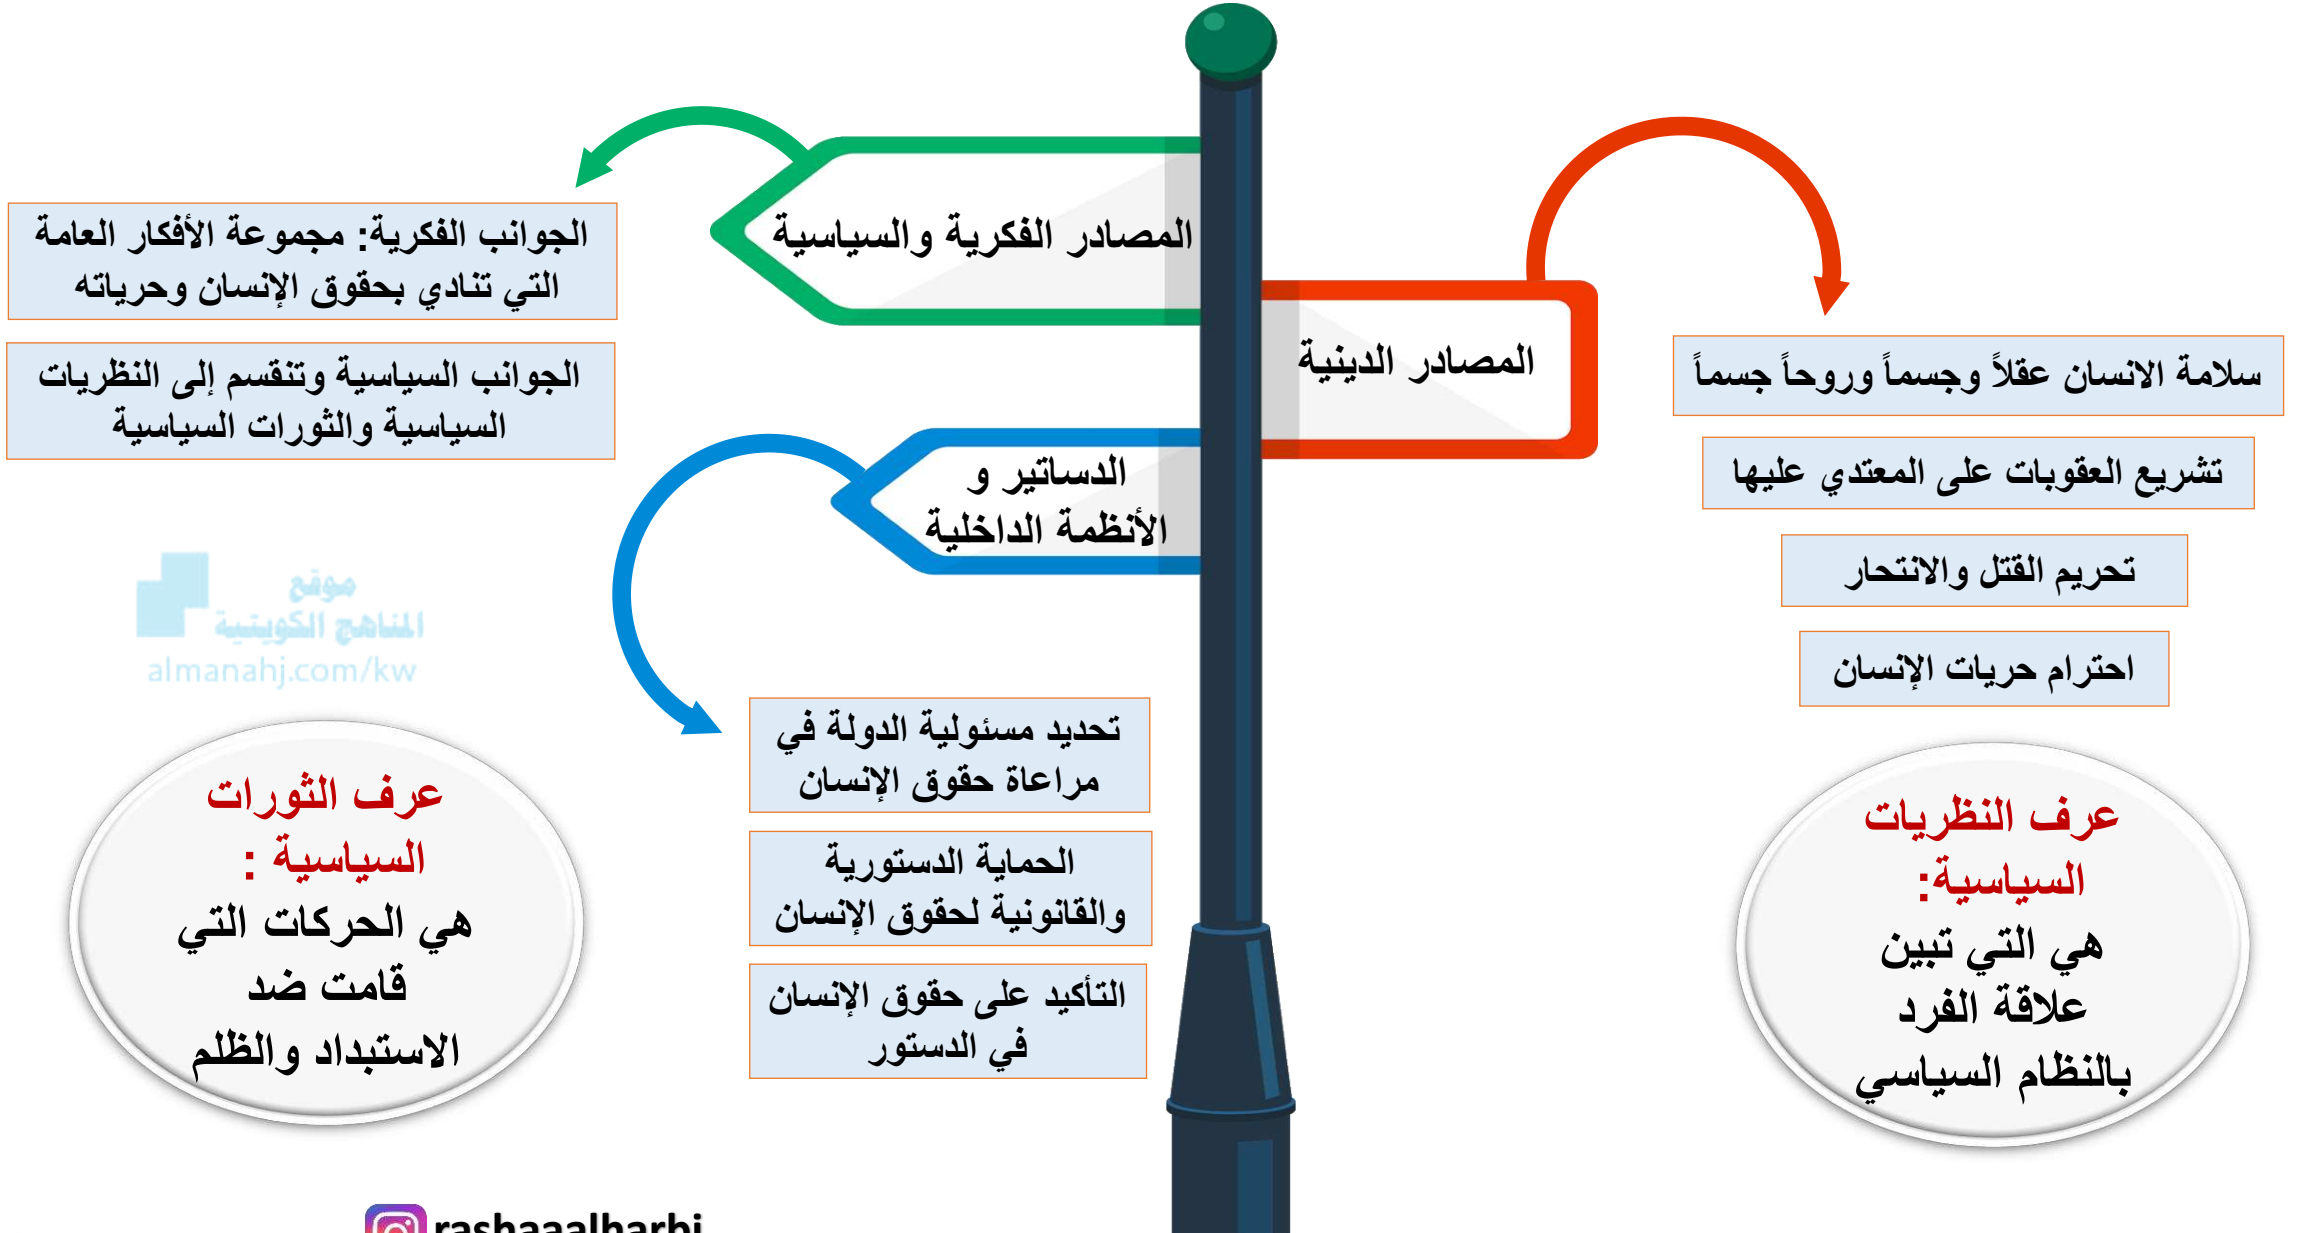 المصادر الدينية
سلامة الانسان عقلاً وجسماً وروحاً جسماً
تشريع العقوبات على المعتدي عليها
تحريم القتل والانتحار
احترام حريات الإنسان
المصادر الفكرية والسياسية
الجوانب الفكرية: مجموعة الأفكار العامة
التي تنادي بحقوق الإنسان وحرياته
الجوانب السياسية وتنقسم إلى النظريات
السياسية والثورات السياسية
الدساتير و
الأنظمة الداخلية
تحديد مسئولية الدولة في
مراعاة حقوق الإنسان
الحماية الدستورية
والقانونية لحقوق الإنسان
التأكيد على حقوق الإنسان
في الدستور
عرف النظريات
السياسية:
هي التي تبين
علاقة الفرد
بالنظام السياسي
عرف الثورات
السياسية :
هي الحركات التي
قامت ضد
الاستبداد والظلم
موقع
المناهج الكويتية
almanahj.com/kw
rashaaalharbi